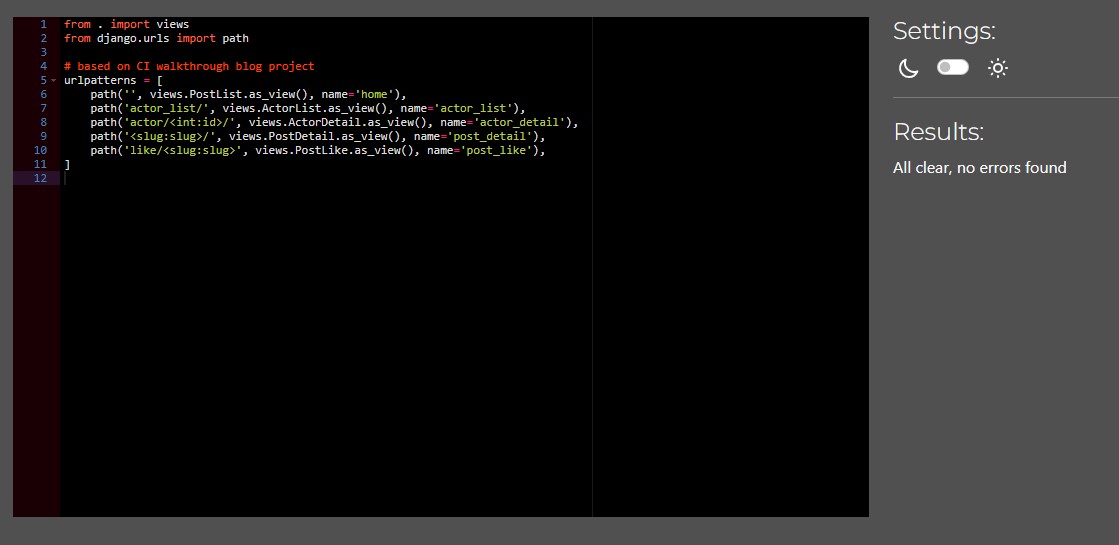 1 from . import views
2 from django.urls import path
3
4 # based on CI walkthrough blog project
5 urlpatterns = [
6     path('', views.PostList.as_view(), name='home'),
7     path('actor_list/', views.ActorList.as_view(), name='actor_list'),
8     path('actor/<int:id>/', views.ActorDetail.as_view(), name='actor_detail'),
9     path('<slug:slug>/', views.PostDetail.as_view(), name='post_detail'),
10     path('like/<slug:slug>', views.PostLike.as_view(), name='post_like'),
11 ]
12
Settings:
Results:
All clear, no errors found